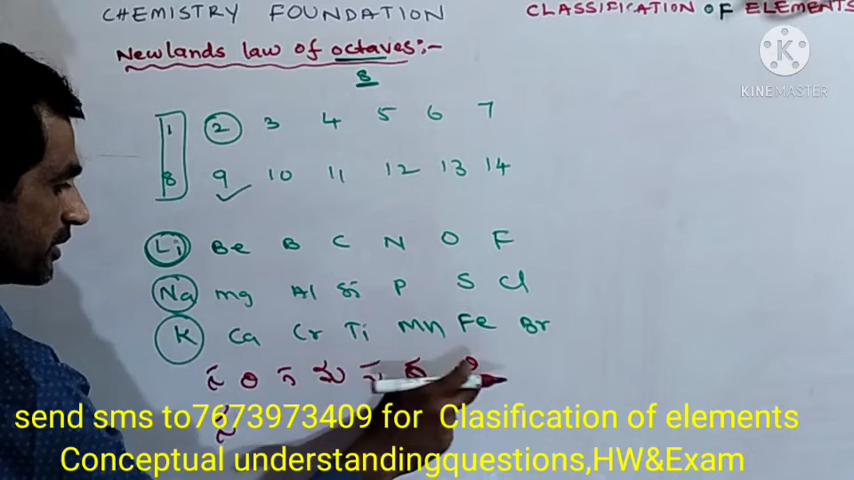 CHEMISTRY FOUNDATION
CLASSIFICATION OF ELEMENTS
Newlands law of octaves:-
8
KINEMASTER
1 2 3 4 5 6 7
8 9 10 11 12 13 14
Li Be B C N O F
Na mg Al Si P S Cl
K Ca Cr Ti Mn Fe Br
send sms to7673973409 for Clasification of elements
Conceptual understandingquestions,HW&Exam